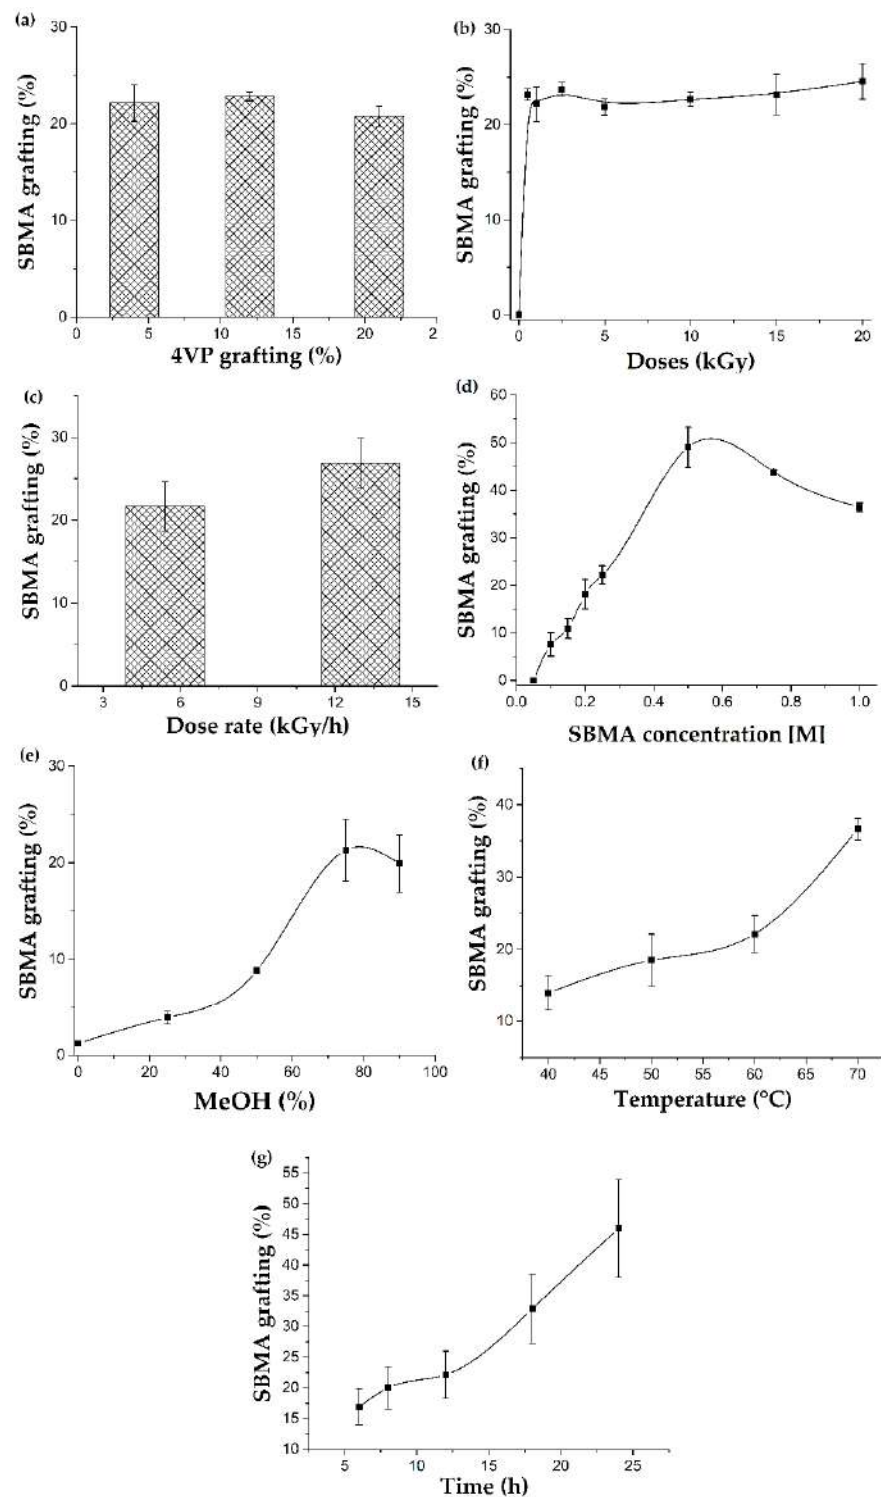 (a)
30
20
10
0
SBMA grafting (%)
0 5 10 15 20 2
4VP grafting (%)
(b)
30
20
10
0
SBMA grafting (%)
0 5 10 15 20
Doses (kGy)
(c)
30
20
10
0
SBMA grafting (%)
3 6 9 12 15
Dose rate (kGy/h)
(d)
60
50
40
30
20
10
0
SBMA grafting (%)
0.0 0.2 0.4 0.6 0.8 1.0
SBMA concentration [M]
(e)
30
20
10
0
SBMA grafting (%)
0 20 40 60 80 100
MeOH (%)
(f)
40
30
20
10
SBMA grafting (%)
40 45 50 55 60 65 70
Temperature (°C)
(g)
55
50
45
40
35
30
25
20
15
10
SBMA grafting (%)
5 10 15 20 25
Time (h)